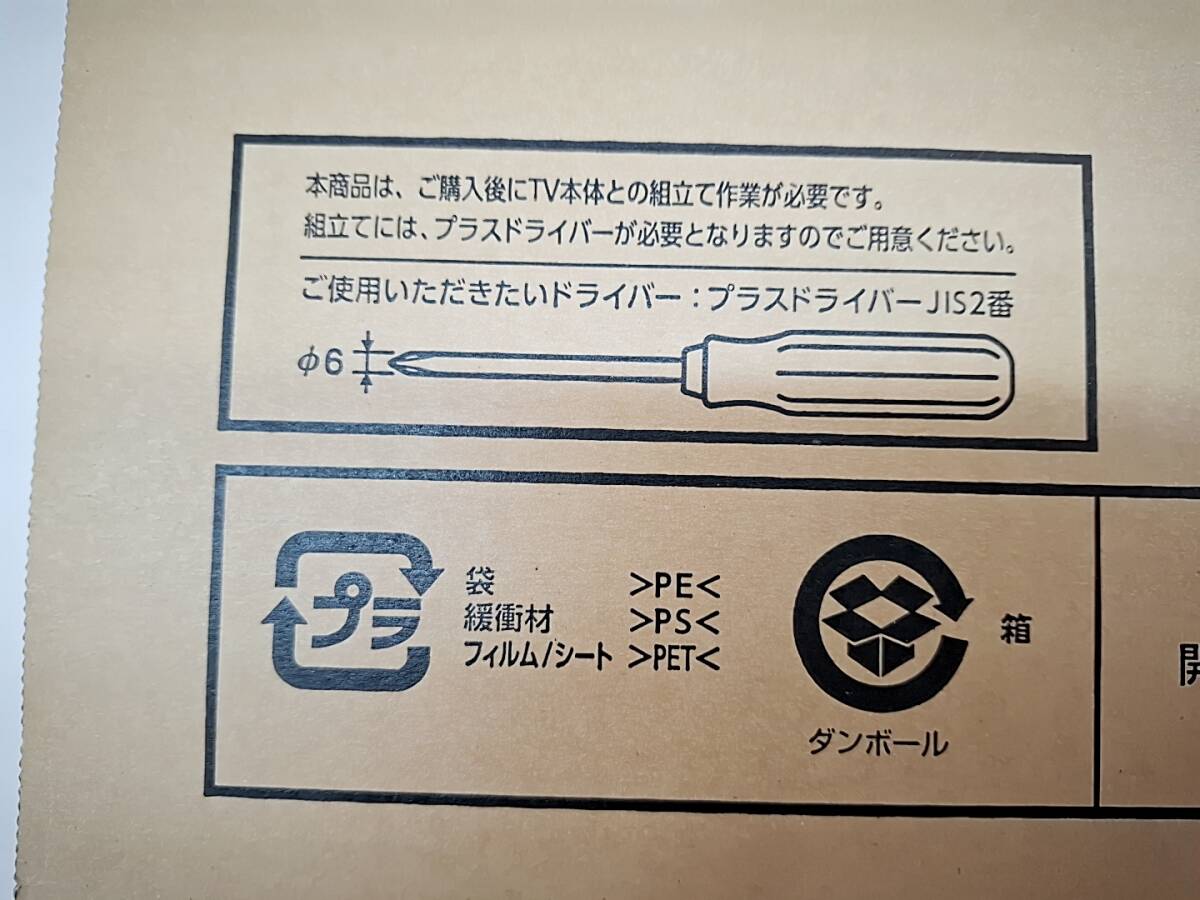 本商品は、ご購入後にTV本体との組立て作業が必要です。
組立てには、プラスドライバーが必要となりますのでご用意ください。
ご使用いただきたいドライバー：プラスドライバーJIS2番
φ6
プラ
袋 >PE<
緩衝材 >PS<
フィルム/シート >PET<
箱
ダンボール
開